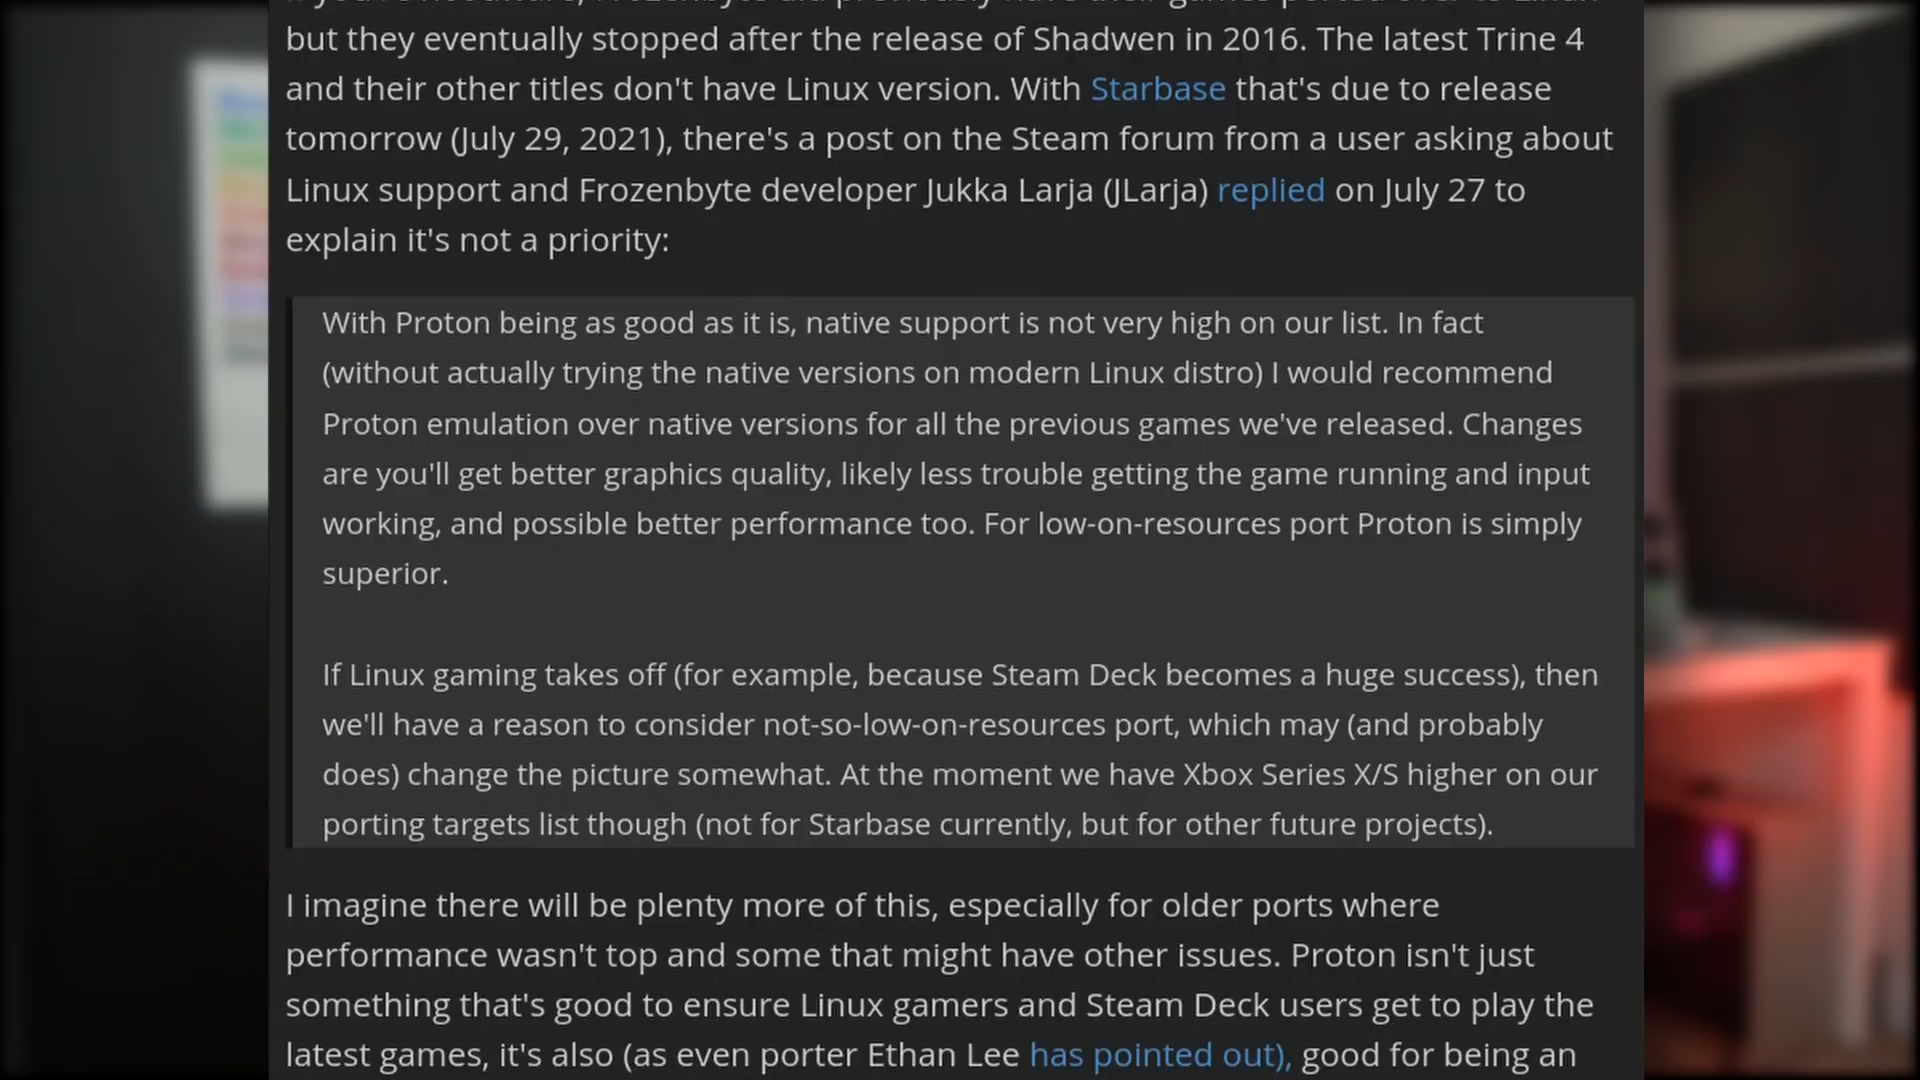 but they eventually stopped after the release of Shadwen in 2016. The latest Trine 4
and their other titles don't have Linux version. With Starbase that's due to release
tomorrow (July 29, 2021), there's a post on the Steam forum from a user asking about
Linux support and Frozenbyte developer Jukka Larja (JLarja) replied on July 27 to
explain it's not a priority:
With Proton being as good as it is, native support is not very high on our list. In fact
(without actually trying the native versions on modern Linux distro) I would recommend
Proton emulation over native versions for all the previous games we've released. Changes
are you'll get better graphics quality, likely less trouble getting the game running and input
working, and possible better performance too. For low-on-resources port Proton is simply
superior.
If Linux gaming takes off (for example, because Steam Deck becomes a huge success), then
we'll have a reason to consider not-so-low-on-resources port, which may (and probably
does) change the picture somewhat. At the moment we have Xbox Series X/S higher on our
porting targets list though (not for Starbase currently, but for other future projects).
I imagine there will be plenty more of this, especially for older ports where
performance wasn't top and some that might have other issues. Proton isn't just
something that's good to ensure Linux gamers and Steam Deck users get to play the
latest games, it's also (as even porter Ethan Lee has pointed out), good for being an